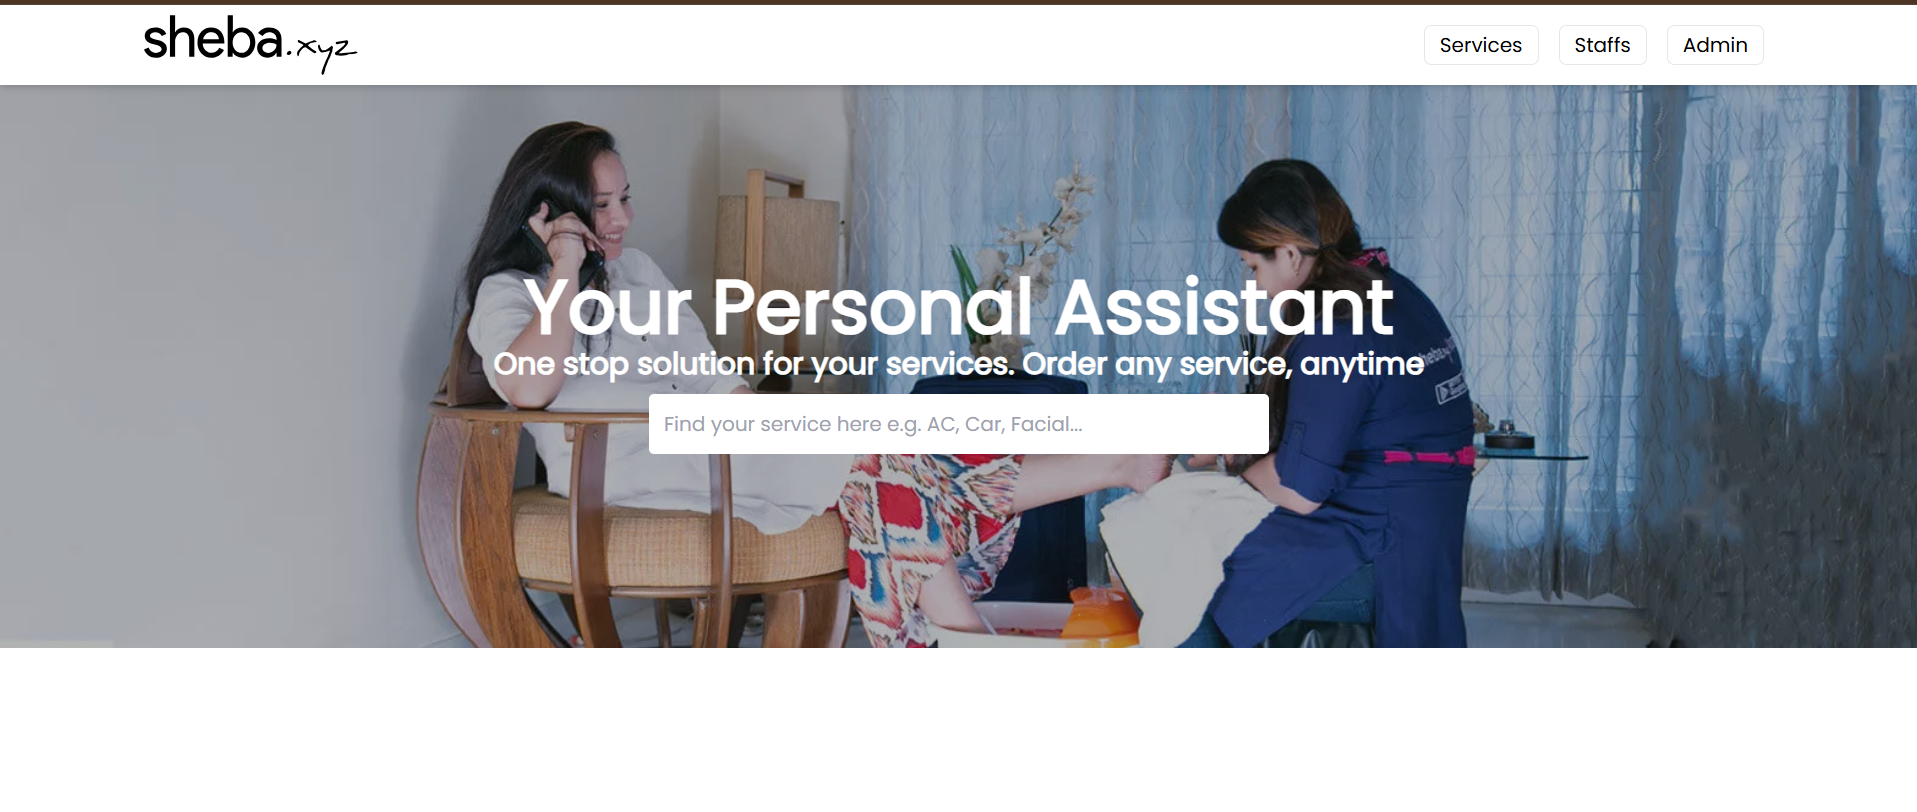 sheba.xyz
Services
Staffs
Admin
Your Personal Assistant
One stop solution for your services. Order any service, anytime
Find your service here e.g. AC, Car, Facial...